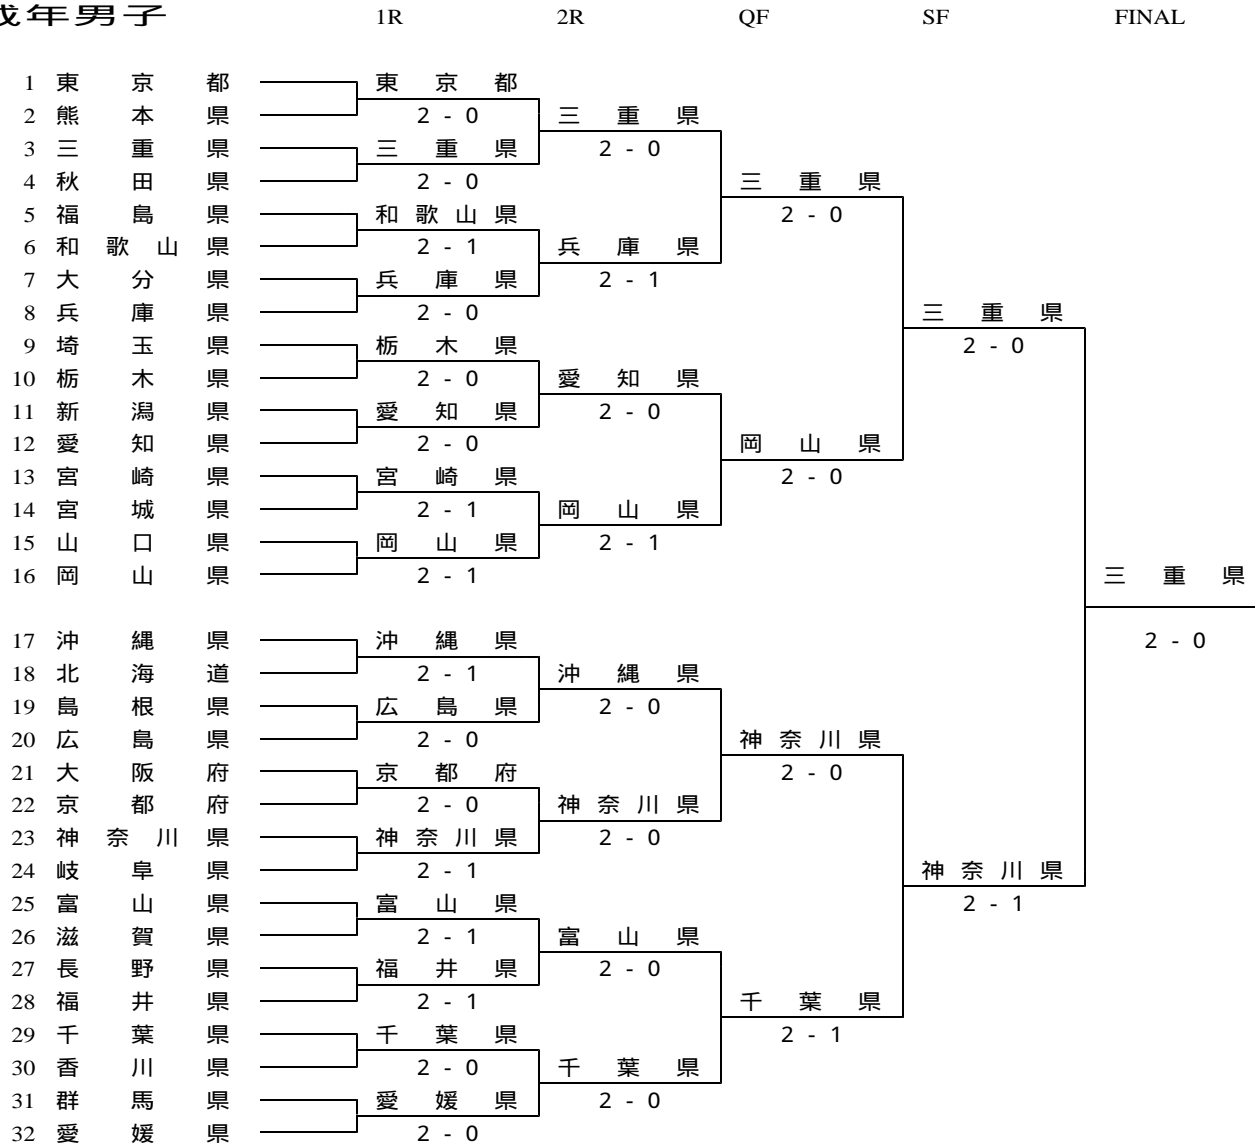 成年男子 1R 2R QF SF FINAL
1 東京都 東京都
2 熊本県 2 - 0 三重県
3 三重県 三重県 2 - 0
4 秋田県 2 - 0 三重県
5 福島県 和歌山県 2 - 0
6 和歌山県 2 - 1 兵庫県
7 大分県 兵庫県 2 - 1
8 兵庫県 2 - 0 三重県
9 埼玉県 栃木県 2 - 0
10 栃木県 2 - 0 愛知県
11 新潟県 愛知県 2 - 0
12 愛知県 2 - 0 岡山県
13 宮崎県 宮崎県 2 - 0
14 宮城県 2 - 1 岡山県
15 山口県 岡山県 2 - 1
16 岡山県 2 - 1 三重県
17 沖縄県 沖縄県 2 - 0
18 北海道 2 - 1 沖縄県
19 島根県 広島県 2 - 0
20 広島県 2 - 0 神奈川県
21 大阪府 京都府 2 - 0
22 京都府 2 - 0 神奈川県
23 神奈川県 神奈川県 2 - 0
24 岐阜県 2 - 1 神奈川県
25 富山県 富山県 2 - 1
26 滋賀県 2 - 1 富山県
27 長野県 福井県 2 - 0
28 福井県 2 - 1 千葉県
29 千葉県 千葉県 2 - 1
30 香川県 2 - 0 千葉県
31 群馬県 愛媛県 2 - 0
32 愛媛県 2 - 0